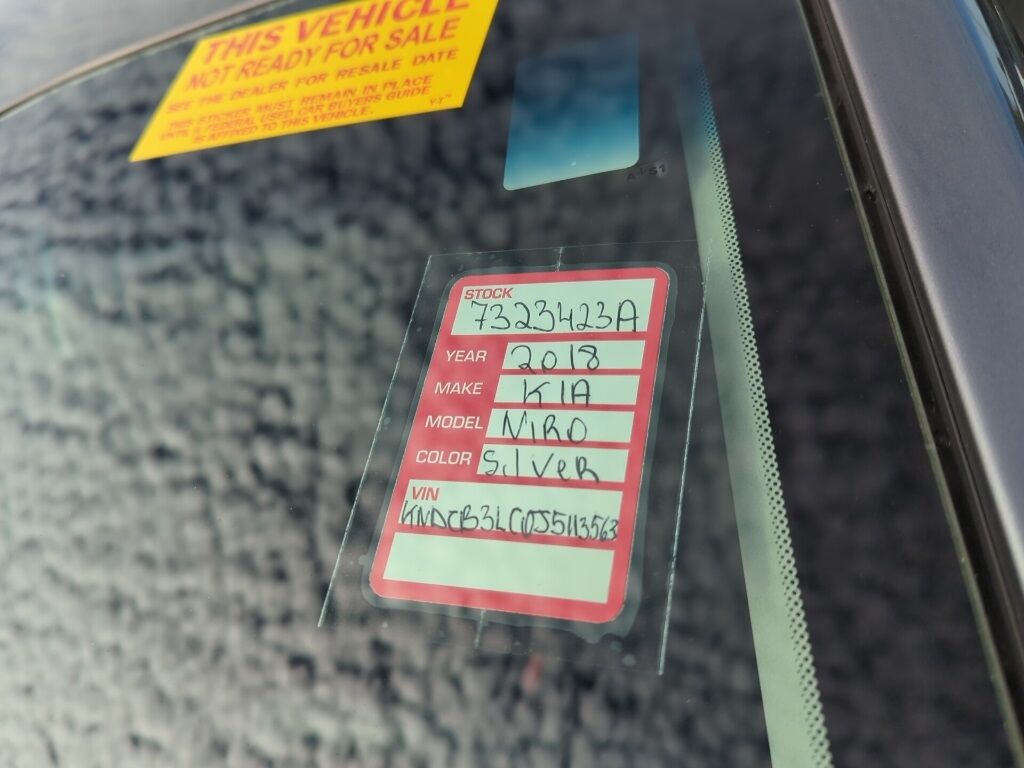 THIS VEHICLE
NOT READY FOR SALE
SEE THE DEALER FOR RESALE DATE
THIS STICKER MUST REMAIN IN PLACE
UNTIL A FEDERAL USED CAR BUYERS GUIDE
IS AFFIXED TO THIS VEHICLE.
STOCK
7323423A
YEAR 2018
MAKE KIA
MODEL NIRO
COLOR SilVeR
VIN
KNDCB3LC0J5113563